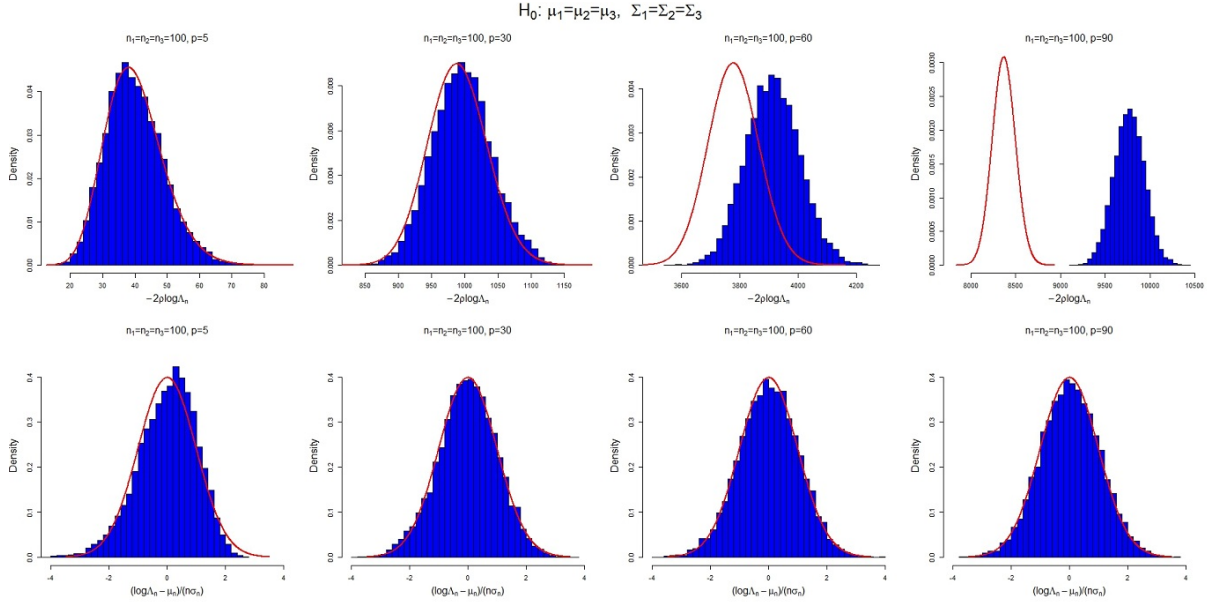 H₀: μ₁=μ₂=μ₃, Σ₁=Σ₂=Σ₃
n₁=n₂=n₃=100, p=5
Density
0.00 0.01 0.02 0.03 0.04
20 30 40 50 60 70 80
−2ρlogΛₙ
n₁=n₂=n₃=100, p=30
Density
0.000 0.002 0.004 0.006 0.008
850 900 950 1000 1050 1100 1150
−2ρlogΛₙ
n₁=n₂=n₃=100, p=60
Density
0.000 0.001 0.002 0.003 0.004
3600 3800 4000 4200
−2ρlogΛₙ
n₁=n₂=n₃=100, p=90
Density
0.0000 0.0005 0.0010 0.0015 0.0020 0.0025 0.0030
8000 8500 9000 9500 10000 10500
−2ρlogΛₙ
n₁=n₂=n₃=100, p=5
Density
0.0 0.1 0.2 0.3 0.4
−4 −2 0 2 4
(logΛₙ − μₙ)/(nσₙ)
n₁=n₂=n₃=100, p=30
Density
0.0 0.1 0.2 0.3 0.4
−4 −2 0 2 4
(logΛₙ − μₙ)/(nσₙ)
n₁=n₂=n₃=100, p=60
Density
0.0 0.1 0.2 0.3 0.4
−4 −2 0 2 4
(logΛₙ − μₙ)/(nσₙ)
n₁=n₂=n₃=100, p=90
Density
0.0 0.1 0.2 0.3 0.4
−4 −2 0 2 4
(logΛₙ − μₙ)/(nσₙ)